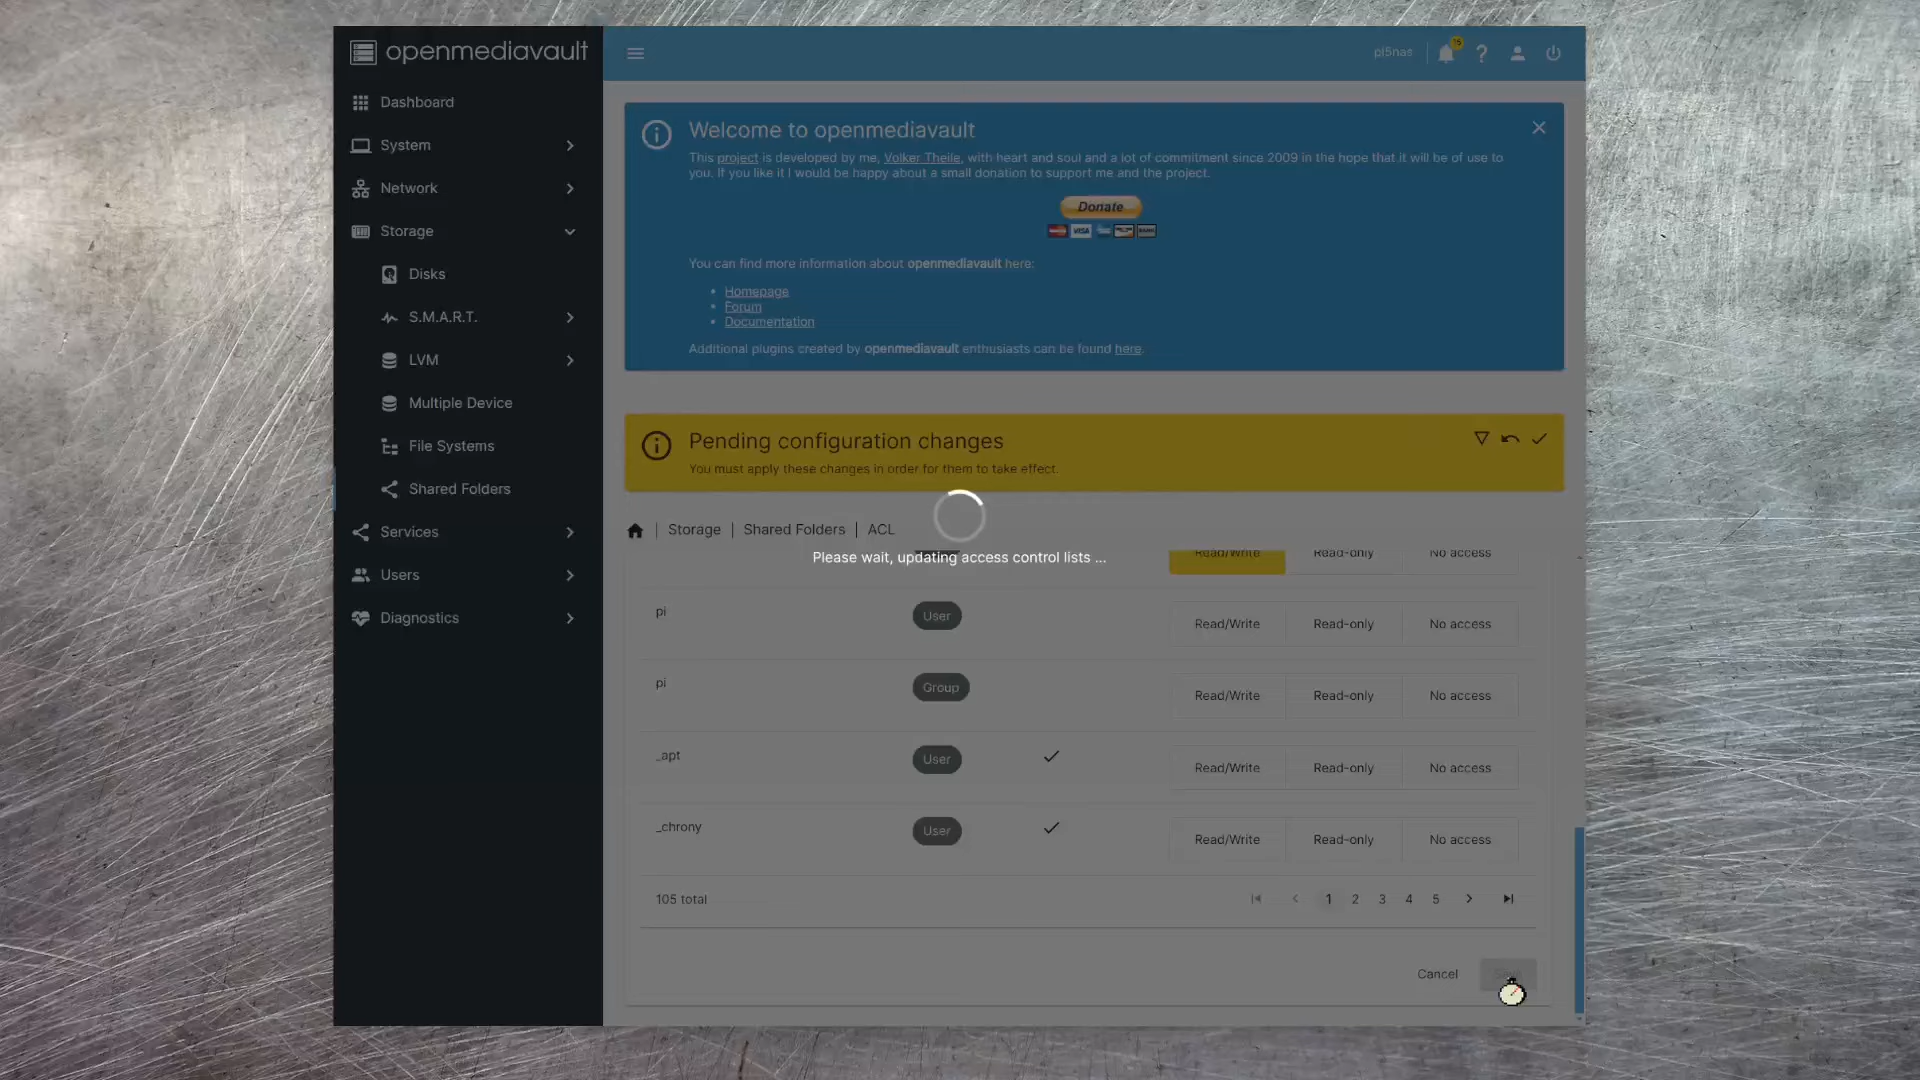 openmediavault
pi5nas
15
Dashboard
System
Network
Storage
Disks
S.M.A.R.T.
LVM
Multiple Device
File Systems
Shared Folders
Services
Users
Diagnostics
Welcome to openmediavault
This project is developed by me, Volker Theile, with heart and soul and a lot of commitment since 2009 in the hope that it will be of use to
you. If you like it I would be happy about a small donation to support me and the project.
Donate
VISA
You can find more information about openmediavault here:
Homepage
Forum
Documentation
Additional plugins created by openmediavault enthusiasts can be found here.
Pending configuration changes
You must apply these changes in order for them to take effect.
Storage | Shared Folders | ACL
Please wait, updating access control lists ...
Read/Write Read-only No access
pi User Read/Write Read-only No access
pi Group Read/Write Read-only No access
_apt User Read/Write Read-only No access
_chrony User Read/Write Read-only No access
105 total 1 2 3 4 5
Cancel